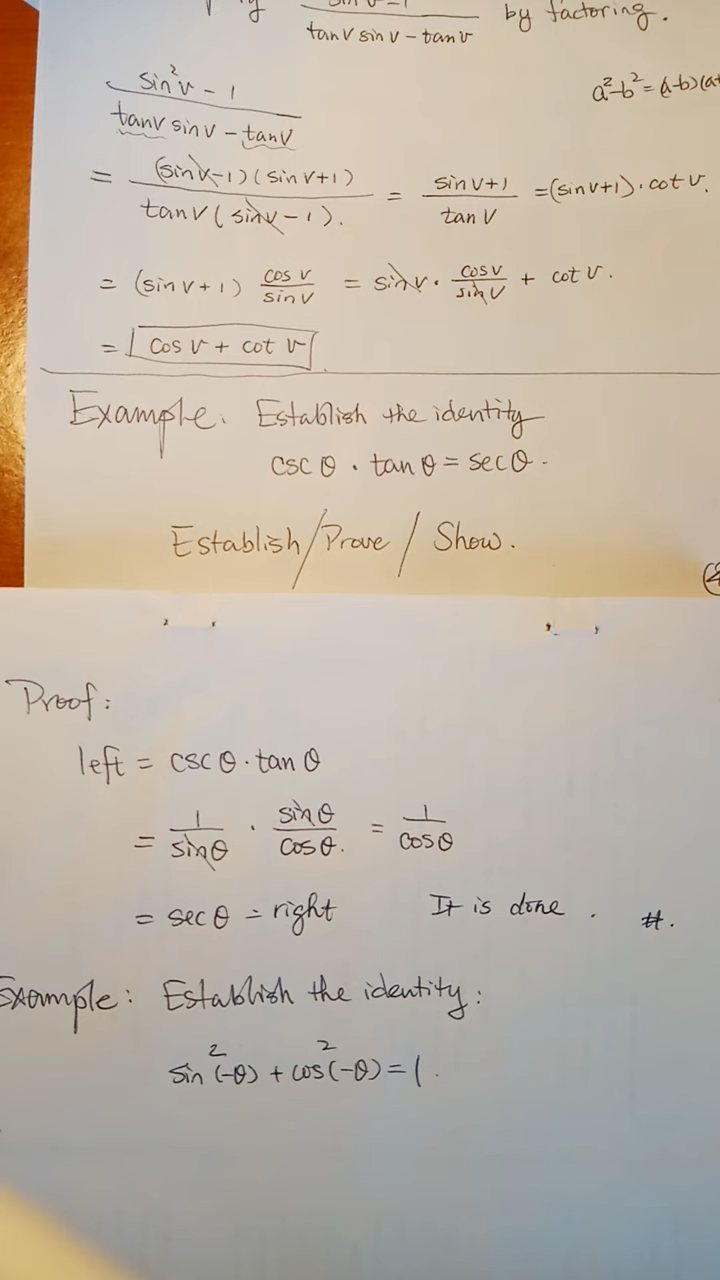 sin v - 1
tan v sin v - tan v by factoring.
a² - b² = (a-b)(a+
sin²v - 1
tan v sin v - tan v
= (sin v - 1)(sin v + 1) / tan v (sin v - 1). = sin v + 1 / tan v = (sin v + 1) · cot v.
= (sin v + 1) cos v / sin v = sin v · cos v / sin v + cot v.
= cos v + cot v
Example. Establish the identity
csc θ · tan θ = sec θ.
Establish / Prove / Show.
Proof:
left = csc θ · tan θ
= 1 / sin θ · sin θ / cos θ. = 1 / cos θ
= sec θ = right It is done. #.
Example: Establish the identity:
sin²(-θ) + cos²(-θ) = 1.